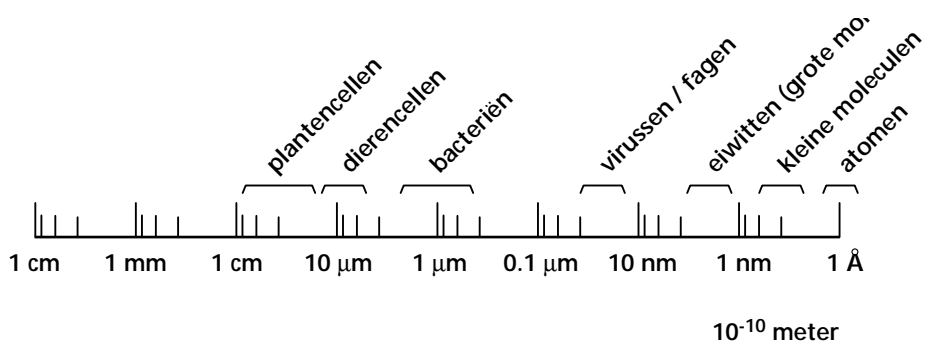 plantencellen
dierencellen
bacteriën
virussen / fagen
eiwitten (grote
kleine moleculen
atomen
1 cm 1 mm 1 cm 10 μm 1 μm 0.1 μm 10 nm 1 nm 1 Å
10-10 meter